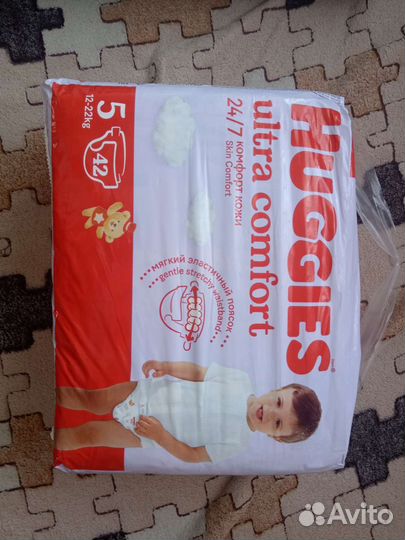 HUGGIES
ultra comfort
24/7 комфорт кожи
Skin Comfort
5
12-22kg
42
мягкий эластичный поясок
gentle stretchy waistband
Avito